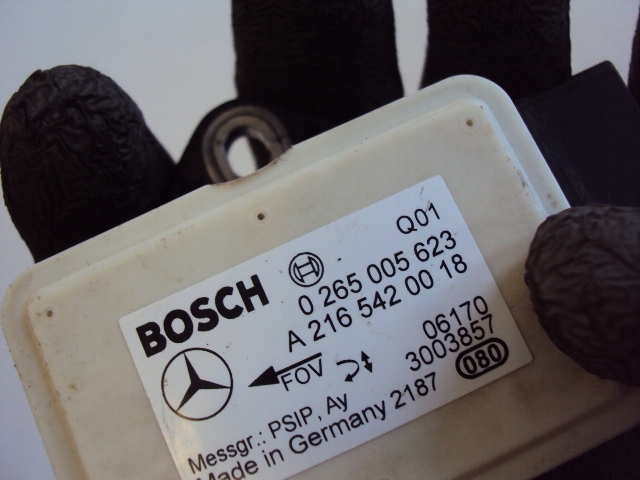 Q01
BOSCH 0 265 005 623
A 216 542 00 18
06170
FOV 3003857
Messgr.: PSIP, Ay 080
Made in Germany 2187